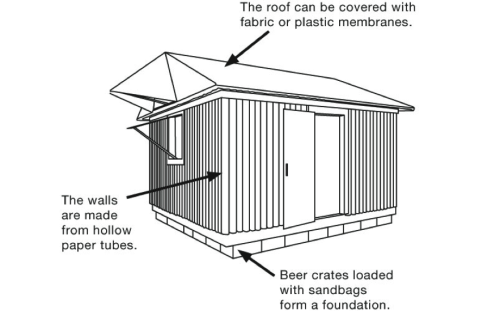 The roof can be covered with
fabric or plastic membranes.
The walls
are made
from hollow
paper tubes.
Beer crates loaded
with sandbags
form a foundation.